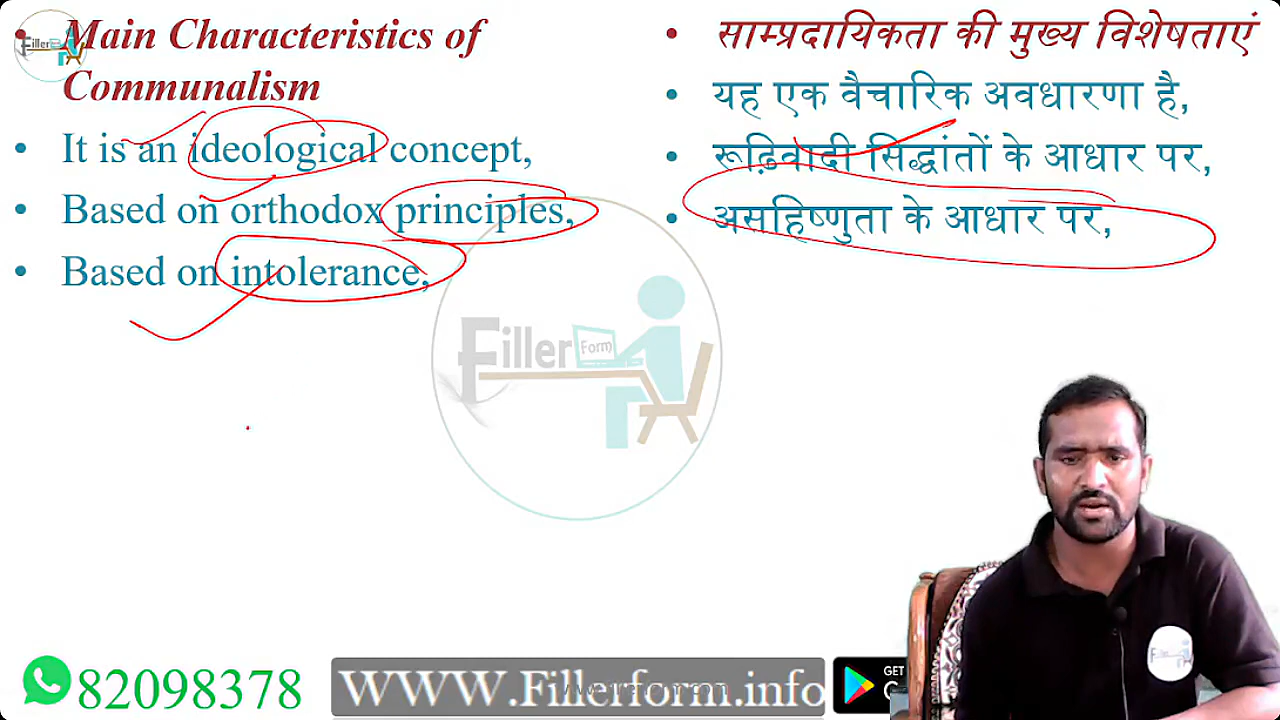 Main Characteristics of
Communalism
It is an ideological concept,
Based on orthodox principles,
Based on intolerance,
साम्प्रदायिकता की मुख्य विशेषताएं
यह एक वैचारिक अवधारणा है,
रूढ़िवादी सिद्धांतों के आधार पर,
असहिष्णुता के आधार पर,
Filler Form
82098378
WWW.Fillerform.info
GET